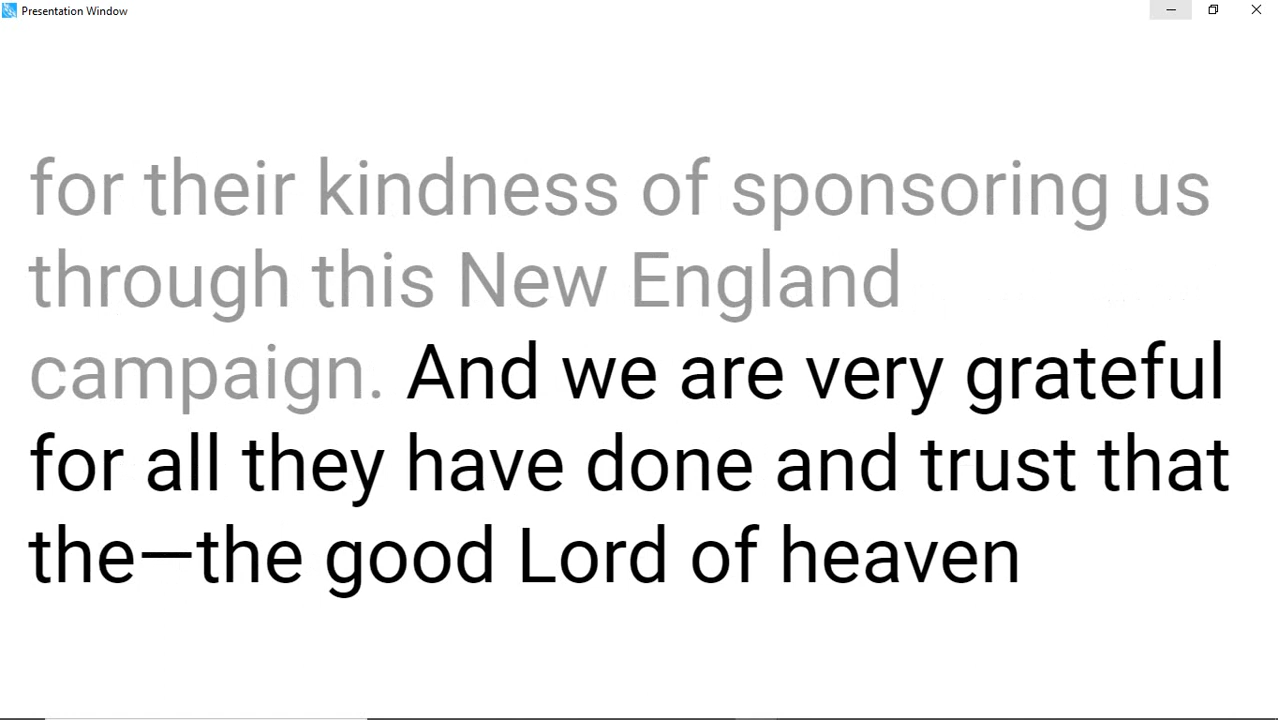 Presentation Window
for their kindness of sponsoring us
through this New England
campaign. And we are very grateful
for all they have done and trust that
the—the good Lord of heaven